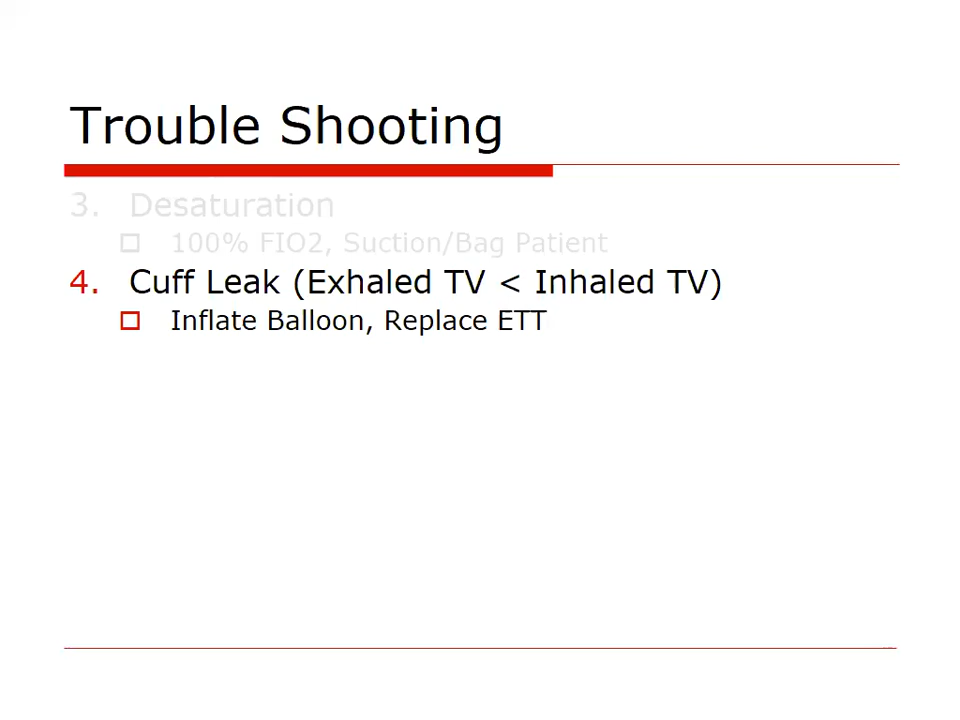 Trouble Shooting
3. Desaturation
100% FIO2, Suction/Bag Patient
4. Cuff Leak (Exhaled TV < Inhaled TV)
Inflate Balloon, Replace ETT